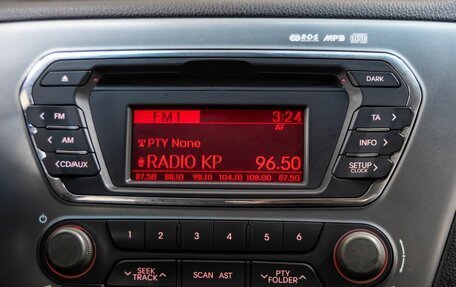 RDS MP3
DARK
FM
FM1 3:24
TA
AF
AM
PTY None
INFO
CD/AUX
RADIO KP 96.50
SETUP
CLOCK
87.50 88.10 98.10 104.10 108.00 87.50
1 2 3 4 5 6
SEEK
TRACK
SCAN AST
PTY
FOLDER